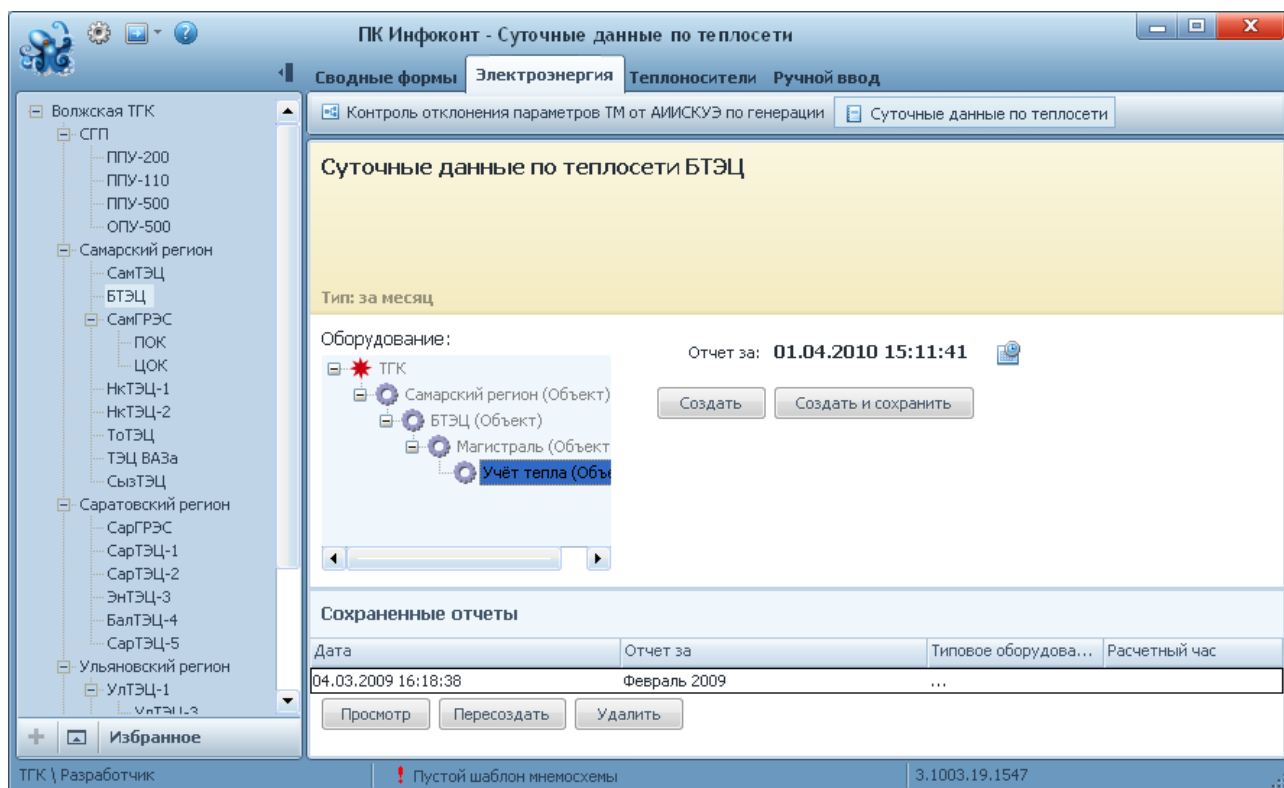 ПК Инфоконт - Суточные данные по теплосети
Сводные формы Электроэнергия Теплоносители Ручной ввод
Контроль отклонения параметров ТМ от АИИСКУЭ по генерации Суточные данные по теплосети
Волжская ТГК
СГП
ППУ-200
ППУ-110
ППУ-500
ОПУ-500
Самарский регион
СамТЭЦ
БТЭЦ
СамГРЭС
ПОК
ЦОК
НкТЭЦ-1
НкТЭЦ-2
ТоТЭЦ
ТЭЦ ВАЗа
СызТЭЦ
Саратовский регион
СарГРЭС
СарТЭЦ-1
СарТЭЦ-2
ЭнТЭЦ-3
БалТЭЦ-4
СарТЭЦ-5
Ульяновский регион
УлТЭЦ-1
УлТЭЦ-3
Избранное
Суточные данные по теплосети БТЭЦ
Тип: за месяц
Оборудование:
ТГК
Самарский регион (Объект)
БТЭЦ (Объект)
Магистраль (Объект
Учёт тепла (Объе
Отчет за: 01.04.2010 15:11:41
Создать Создать и сохранить
Сохраненные отчеты
Дата Отчет за Типовое оборудова... Расчетный час
04.03.2009 16:18:38 Февраль 2009 ...
Просмотр Пересоздать Удалить
ТГК \ Разработчик ! Пустой шаблон мнемосхемы 3.1003.19.1547